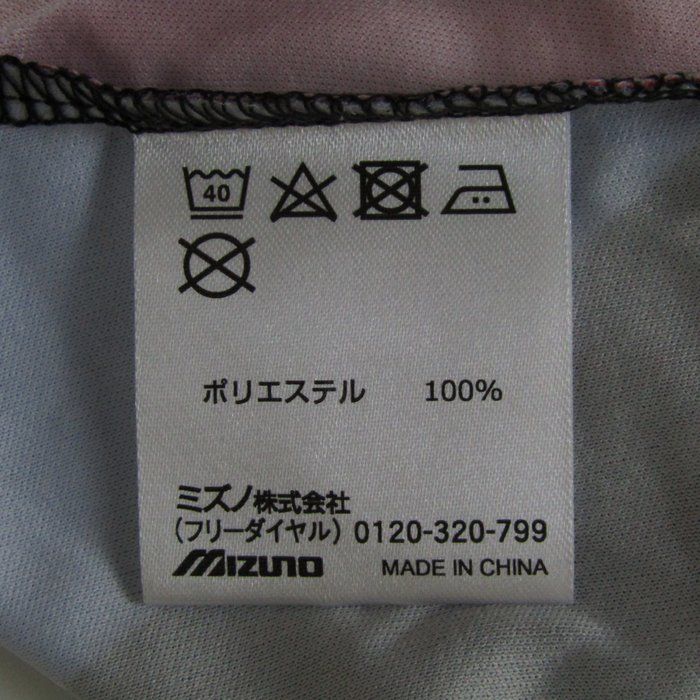 40
ポリエステル 100%
ミズノ株式会社
(フリーダイヤル) 0120-320-799
MIZUNO MADE IN CHINA